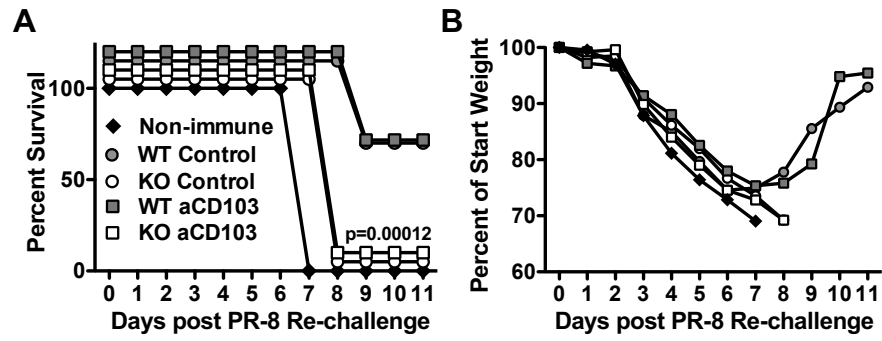 A
Percent Survival
100
50
0
Non-immune
WT Control
KO Control
WT aCD103
KO aCD103
p=0.00012
0 1 2 3 4 5 6 7 8 9 10 11
Days post PR-8 Re-challenge
B
Percent of Start Weight
100
90
80
70
60
0 1 2 3 4 5 6 7 8 9 10 11
Days post PR-8 Re-challenge